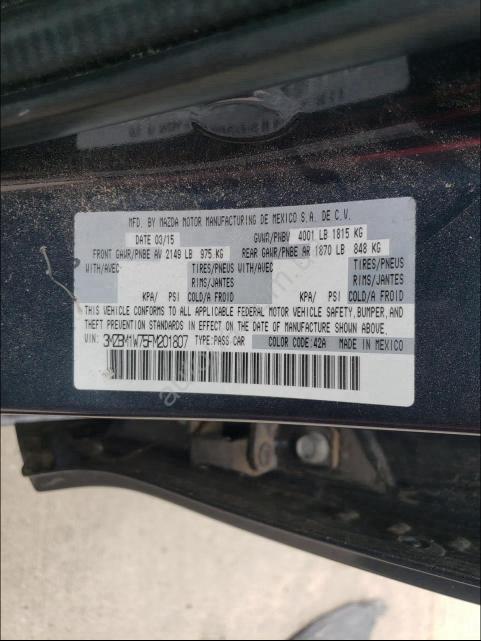 MFD. BY MAZDA MOTOR MANUFACTURING DE MEXICO S.A. DE C.V.
DATE 03/15 GVWR/PNBV 4001 LB 1815 KG
FRONT GAWR/PNBE AV 2149 LB 975 KG REAR GAWR/PNBE AR 1870 LB 848 KG
WITH/AVEC TIRES/PNEUS WITH/AVEC TIRES/PNEUS
RIMS/JANTES RIMS/JANTES
KPA/ PSI COLD/A FROID KPA/ PSI COLD/A FROID
THIS VEHICLE CONFORMS TO ALL APPLICABLE FEDERAL MOTOR VEHICLE SAFETY, BUMPER, AND
THEFT PREVENTION STANDARDS IN EFFECT ON THE DATE OF MANUFACTURE SHOWN ABOVE.
VIN: 3MZBM1W75FM201807 TYPE: PASS CAR COLOR CODE: 42A MADE IN MEXICO